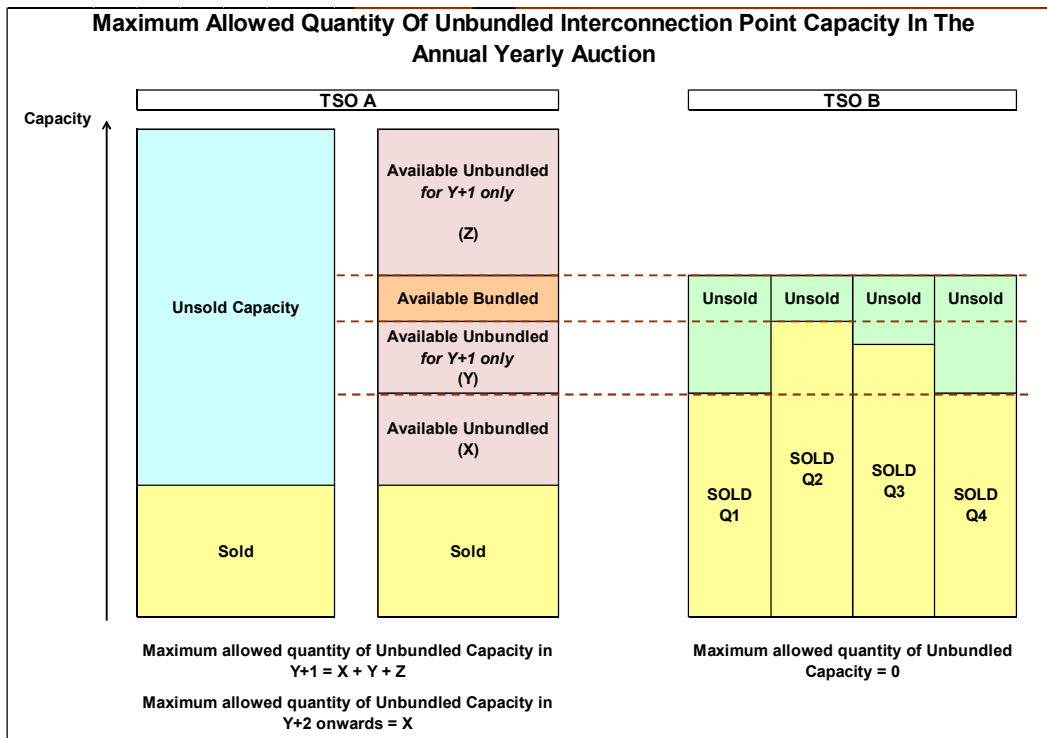 Maximum Allowed Quantity Of Unbundled Interconnection Point Capacity In The
Annual Yearly Auction
TSO A
TSO B
Capacity
Unsold Capacity
Sold
Available Unbundled
for Y+1 only
(Z)
Available Bundled
Available Unbundled
for Y+1 only
(Y)
Available Unbundled
(X)
Sold
Unsold
Unsold
Unsold
Unsold
SOLD
Q1
SOLD
Q2
SOLD
Q3
SOLD
Q4
Maximum allowed quantity of Unbundled Capacity in
Y+1 = X + Y + Z
Maximum allowed quantity of Unbundled Capacity in
Y+2 onwards = X
Maximum allowed quantity of Unbundled
Capacity = 0